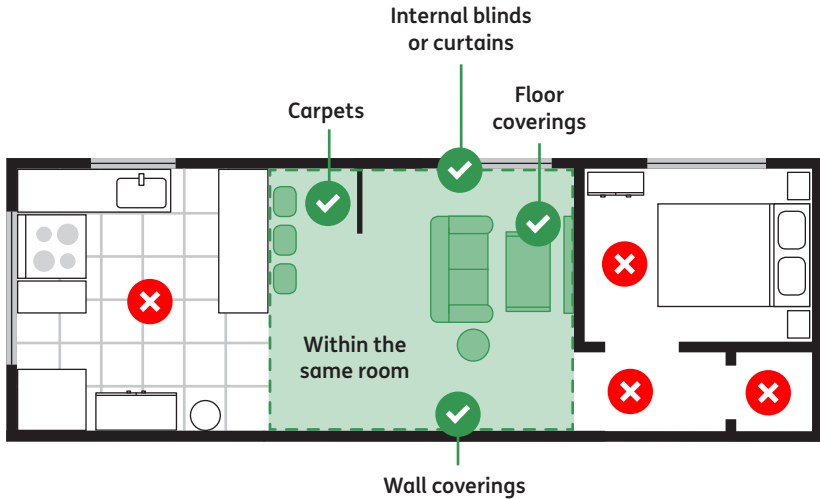 Internal blinds
or curtains
Carpets
Floor
coverings
Within the
same room
Wall coverings